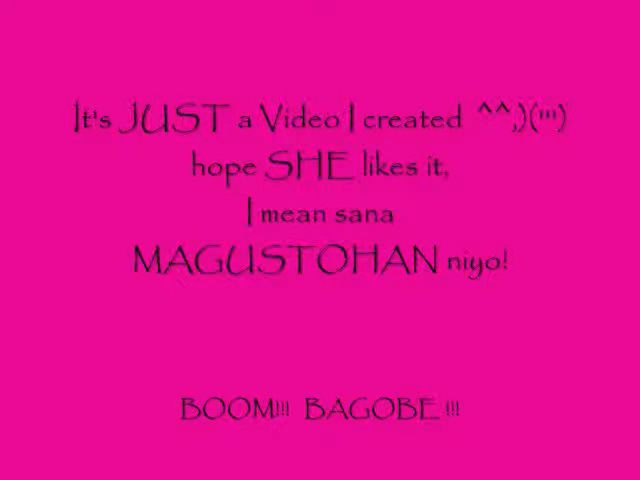 It's JUST a Video I created ^^,)(''')
hope SHE likes it,
I mean sana
MAGUSTOHAN niyo!
BOOM!!! BAGOBE !!!